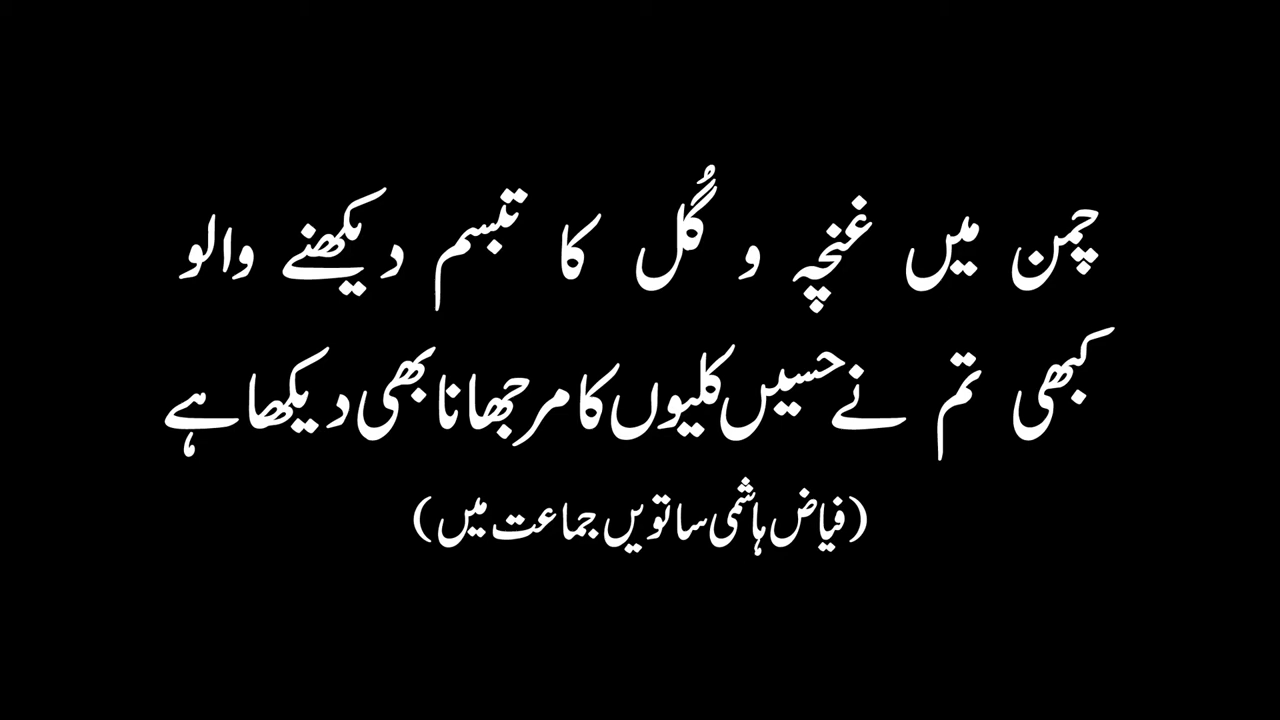 چمن میں غنچہ و گُل کا تبسم دیکھنے والو
کبھی تم نے حسیں کلیوں کا مرجھانا بھی دیکھا ہے
(فیاض ہاشمی ساتویں جماعت میں)